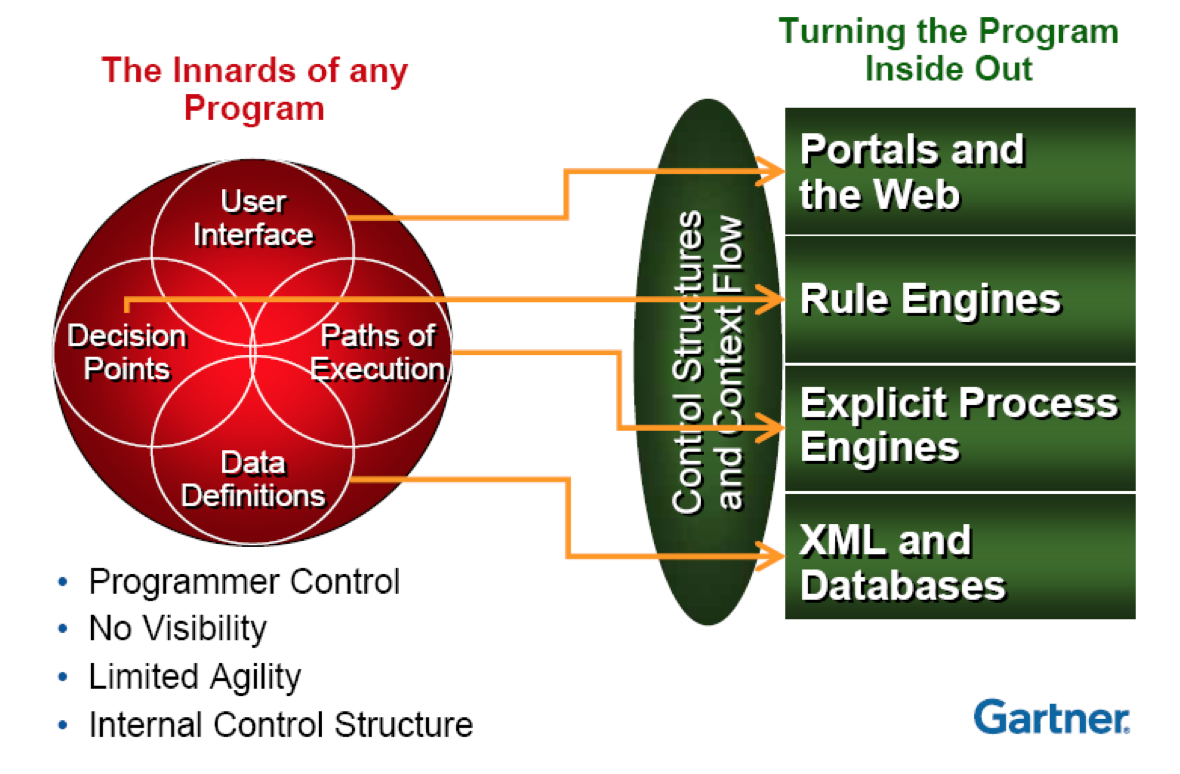 The Innards of any
Program
User
Interface
Decision
Points
Paths of
Execution
Data
Definitions
• Programmer Control
• No Visibility
• Limited Agility
• Internal Control Structure
Control Structures
and Context Flow
Turning the Program
Inside Out
Portals and
the Web
Rule Engines
Explicit Process
Engines
XML and
Databases
Gartner.